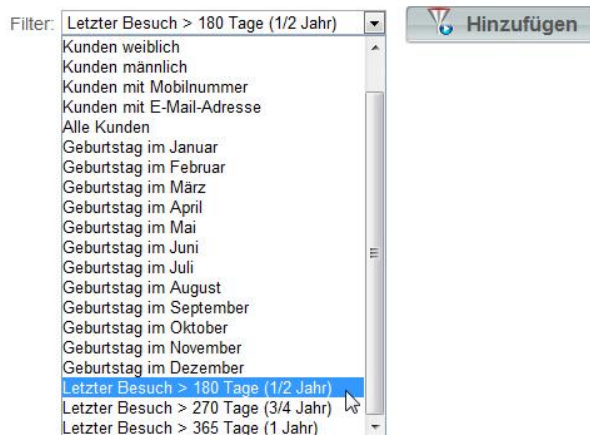 Filter: Letzter Besuch > 180 Tage (1/2 Jahr) Hinzufügen
Kunden weiblich
Kunden männlich
Kunden mit Mobilnummer
Kunden mit E-Mail-Adresse
Alle Kunden
Geburtstag im Januar
Geburtstag im Februar
Geburtstag im März
Geburtstag im April
Geburtstag im Mai
Geburtstag im Juni
Geburtstag im Juli
Geburtstag im August
Geburtstag im September
Geburtstag im Oktober
Geburtstag im November
Geburtstag im Dezember
Letzter Besuch > 180 Tage (1/2 Jahr)
Letzter Besuch > 270 Tage (3/4 Jahr)
Letzter Besuch > 365 Tage (1 Jahr)